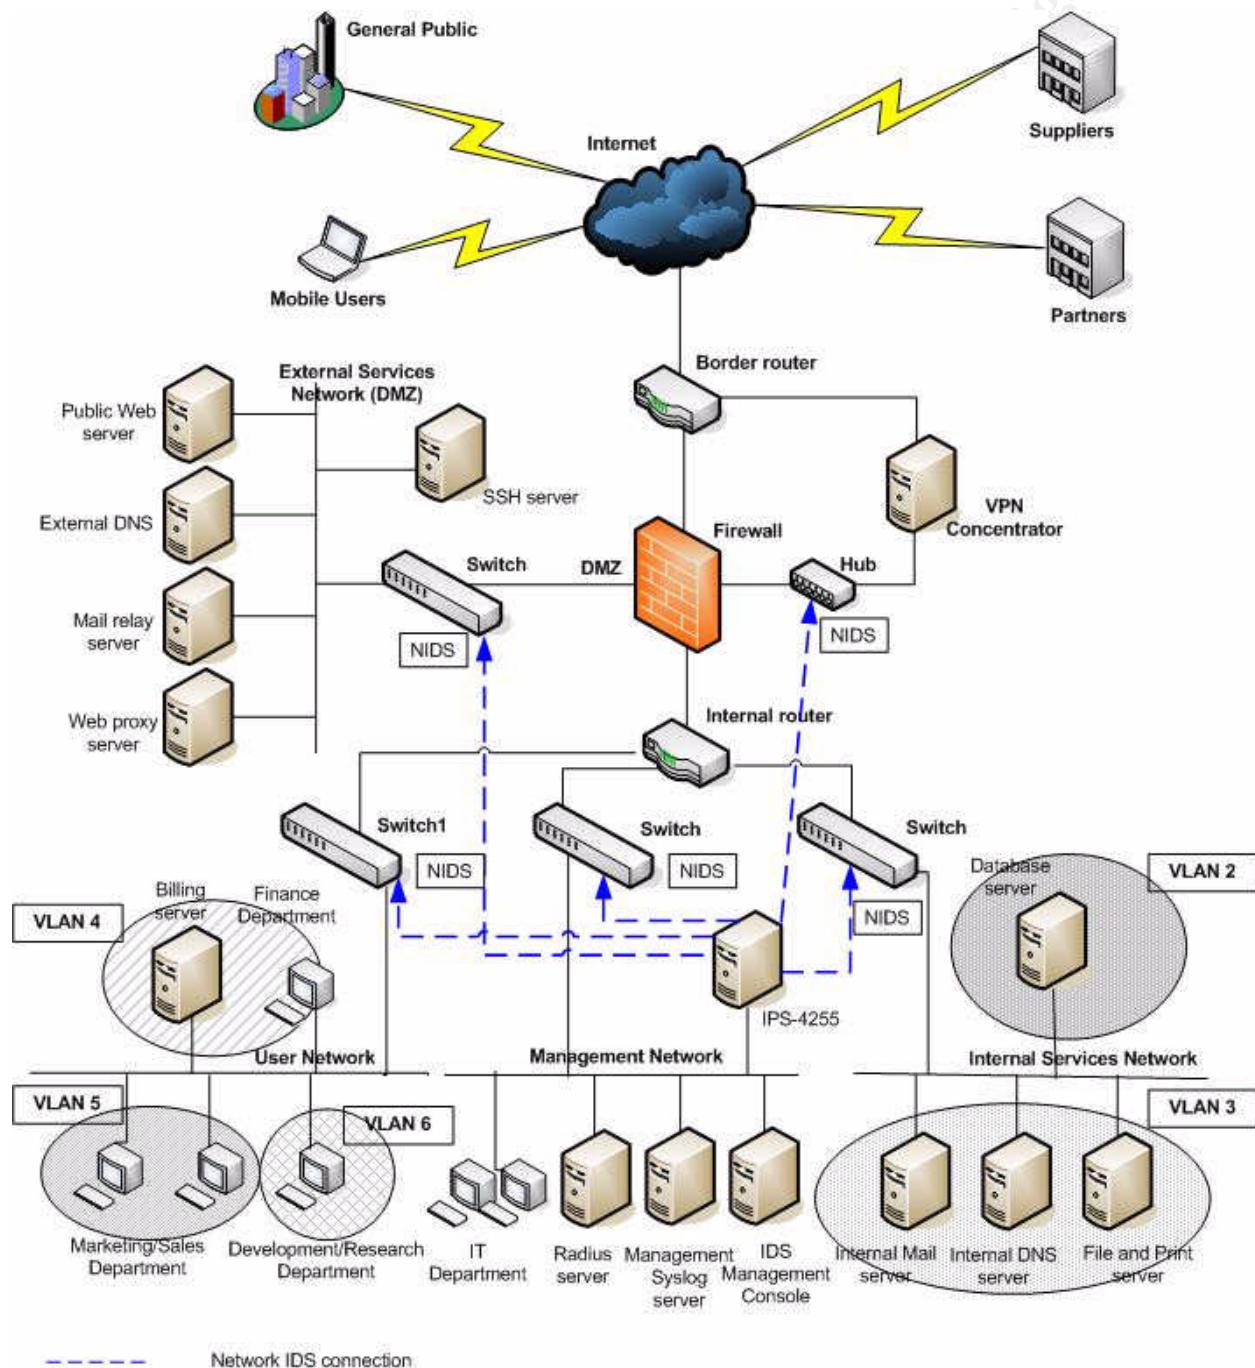 General Public
Suppliers
Internet
Mobile Users
Partners
Border router
External Services
Network (DMZ)
Public Web
server
SSH server
VPN
Concentrator
External DNS
Firewall
Switch
DMZ
Hub
Mail relay
server
NIDS
NIDS
Web proxy
server
Internal router
Switch1
Switch
Switch
NIDS
NIDS
NIDS
Database
server
VLAN 2
Billing
server
Finance
Department
VLAN 4
IPS-4255
User Network
Management Network
Internal Services Network
VLAN 5
VLAN 6
VLAN 3
Marketing/Sales
Department
Development/Research
Department
IT
Department
Radius
server
Management
Syslog
server
IDS
Management
Console
Internal Mail
server
Internal DNS
server
File and Print
server
Network IDS connection